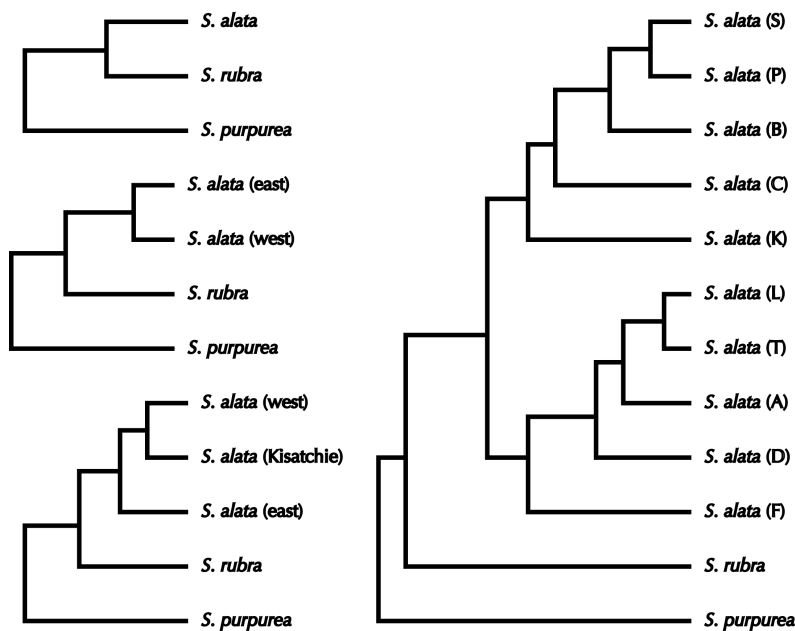 S. alata
S. rubra
S. purpurea
S. alata (east)
S. alata (west)
S. rubra
S. purpurea
S. alata (west)
S. alata (Kisatchie)
S. alata (east)
S. rubra
S. purpurea
S. alata (S)
S. alata (P)
S. alata (B)
S. alata (C)
S. alata (K)
S. alata (L)
S. alata (T)
S. alata (A)
S. alata (D)
S. alata (F)
S. rubra
S. purpurea